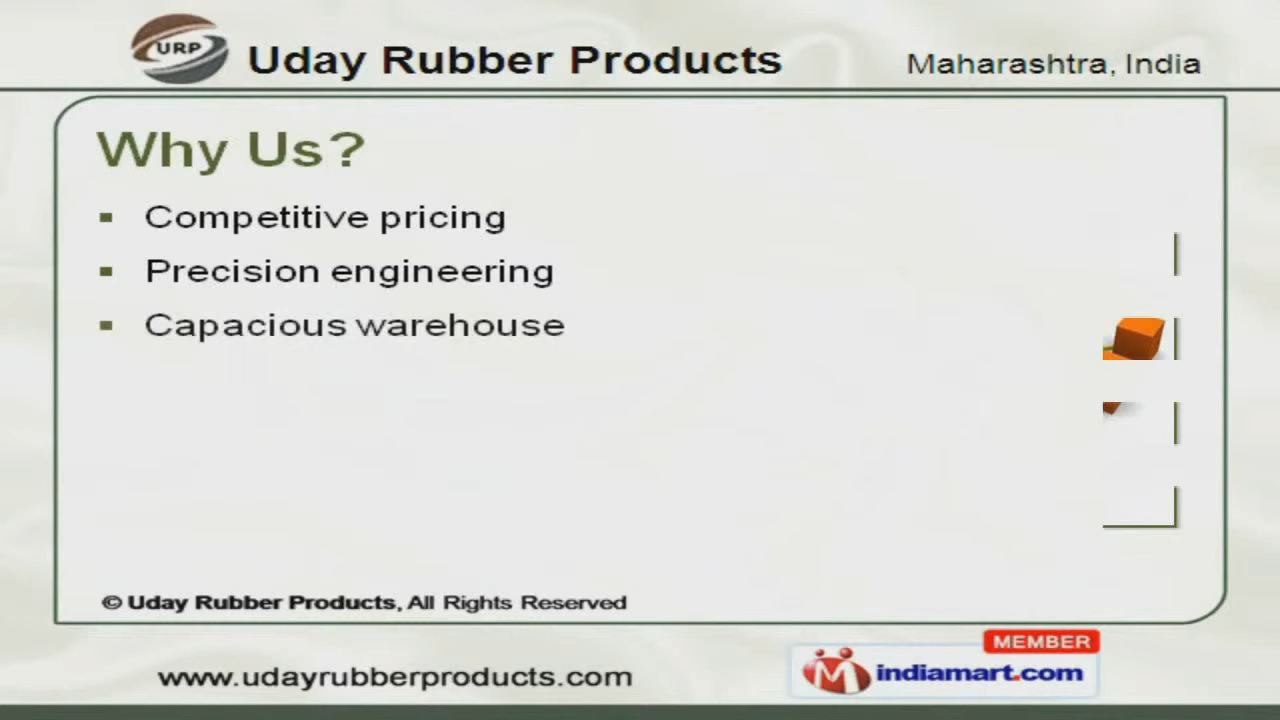 URP
Uday Rubber Products
Maharashtra, India
Why Us?
▪ Competitive pricing
▪ Precision engineering
▪ Capacious warehouse
© Uday Rubber Products, All Rights Reserved
www.udayrubberproducts.com
MEMBER
indiamart.com